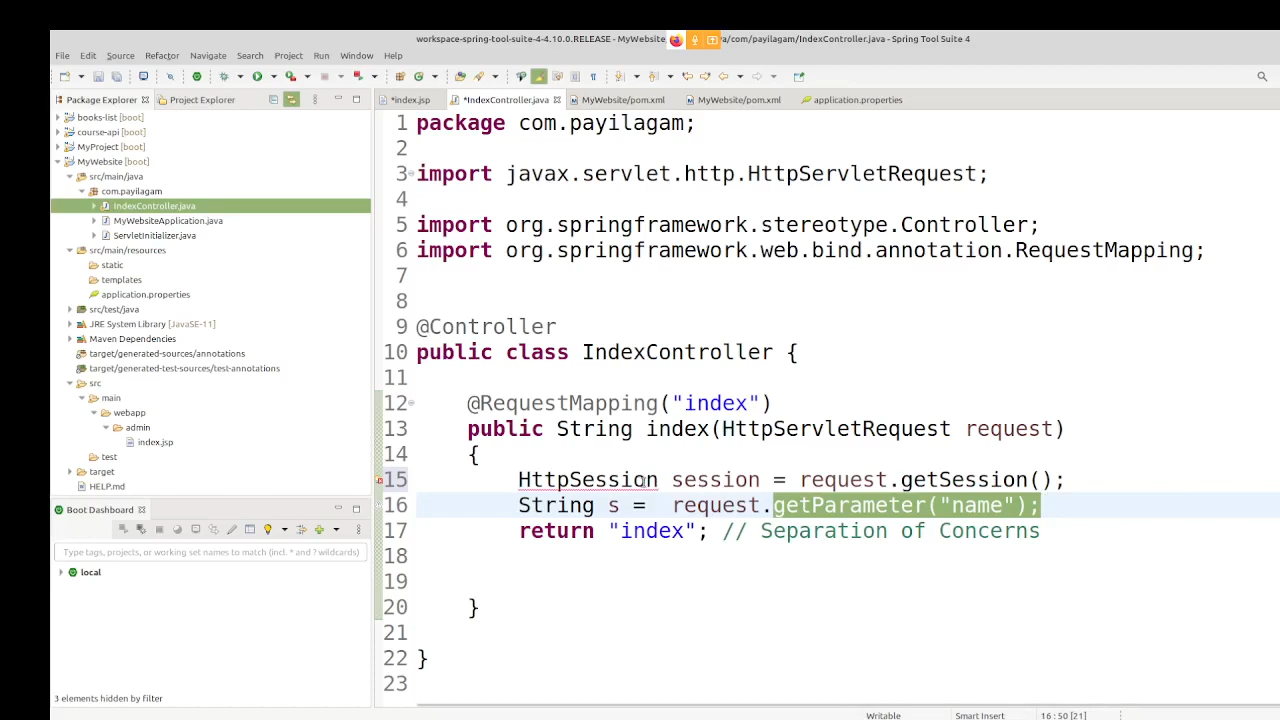 workspace-spring-tool-suite-4-4.10.0.RELEASE - MyWebsite, va/com/payilagam/IndexController.java - Spring Tool Suite 4
File Edit Source Refactor Navigate Search Project Run Window Help
Package Explorer Project Explorer
*index.jsp *IndexController.java MyWebsite/pom.xml MyWebsite/pom.xml application.properties
books-list [boot]
course-api [boot]
MyProject [boot]
MyWebsite [boot]
src/main/java
com.payilagam
IndexController.java
MyWebsiteApplication.java
ServletInitializer.java
src/main/resources
static
templates
application.properties
src/test/java
JRE System Library [JavaSE-11]
Maven Dependencies
target/generated-sources/annotations
target/generated-test-sources/test-annotations
src
main
webapp
admin
index.jsp
test
target
HELP.md
Boot Dashboard
Type tags, projects, or working set names to match (incl. * and ? wildcards)
local
3 elements hidden by filter
1 package com.payilagam;
2
3 import javax.servlet.http.HttpServletRequest;
4
5 import org.springframework.stereotype.Controller;
6 import org.springframework.web.bind.annotation.RequestMapping;
7
8
9 @Controller
10 public class IndexController {
11
12 @RequestMapping("index")
13 public String index(HttpServletRequest request)
14 {
15 HttpSession session = request.getSession();
16 String s =  request.getParameter("name");
17 return "index"; // Separation of Concerns
18
19
20 }
21
22 }
23
Writable Smart Insert 16 : 50 [21]